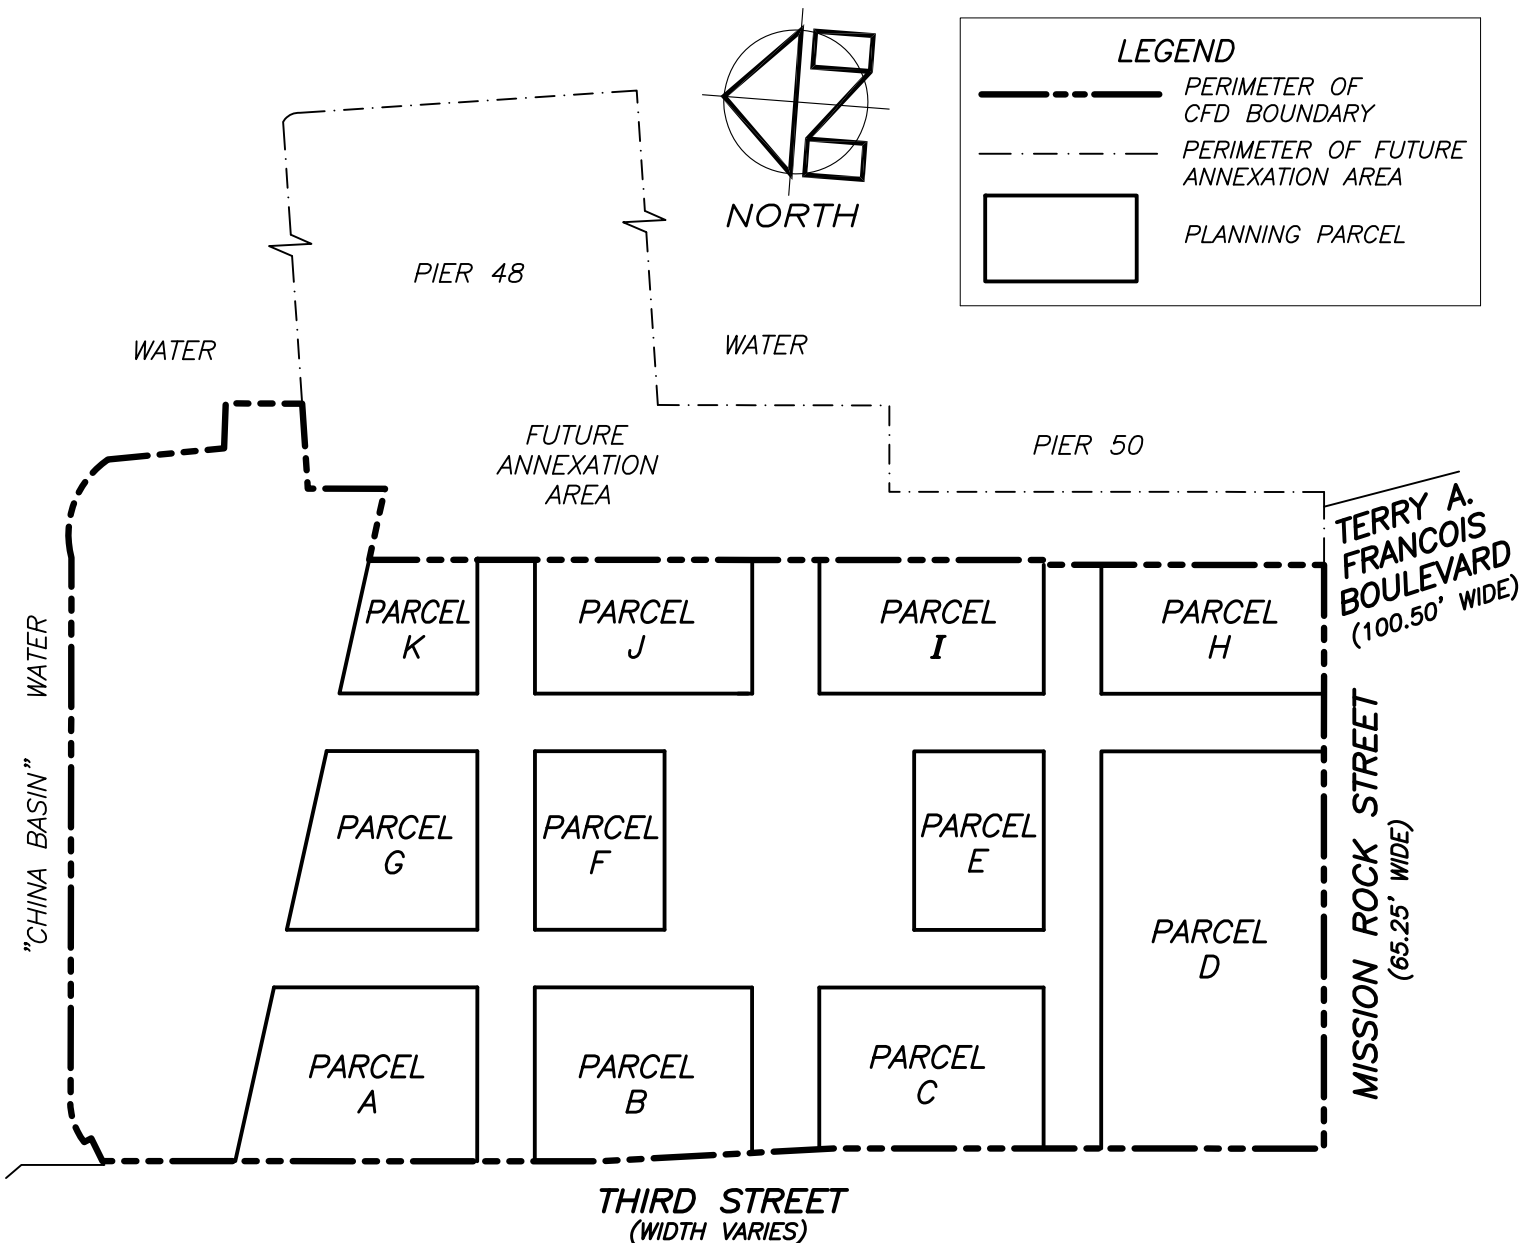 LEGEND
PERIMETER OF
CFD BOUNDARY
PERIMETER OF FUTURE
ANNEXATION AREA
PLANNING PARCEL
NORTH
PIER 48
WATER
WATER
FUTURE
ANNEXATION
AREA
PIER 50
TERRY A.
FRANCOIS
BOULEVARD
(100.50' WIDE)
WATER
"CHINA BASIN"
PARCEL
K
PARCEL
J
PARCEL
I
PARCEL
H
PARCEL
G
PARCEL
F
PARCEL
E
PARCEL
D
MISSION ROCK STREET
(65.25' WIDE)
PARCEL
A
PARCEL
B
PARCEL
C
THIRD STREET
(WIDTH VARIES)